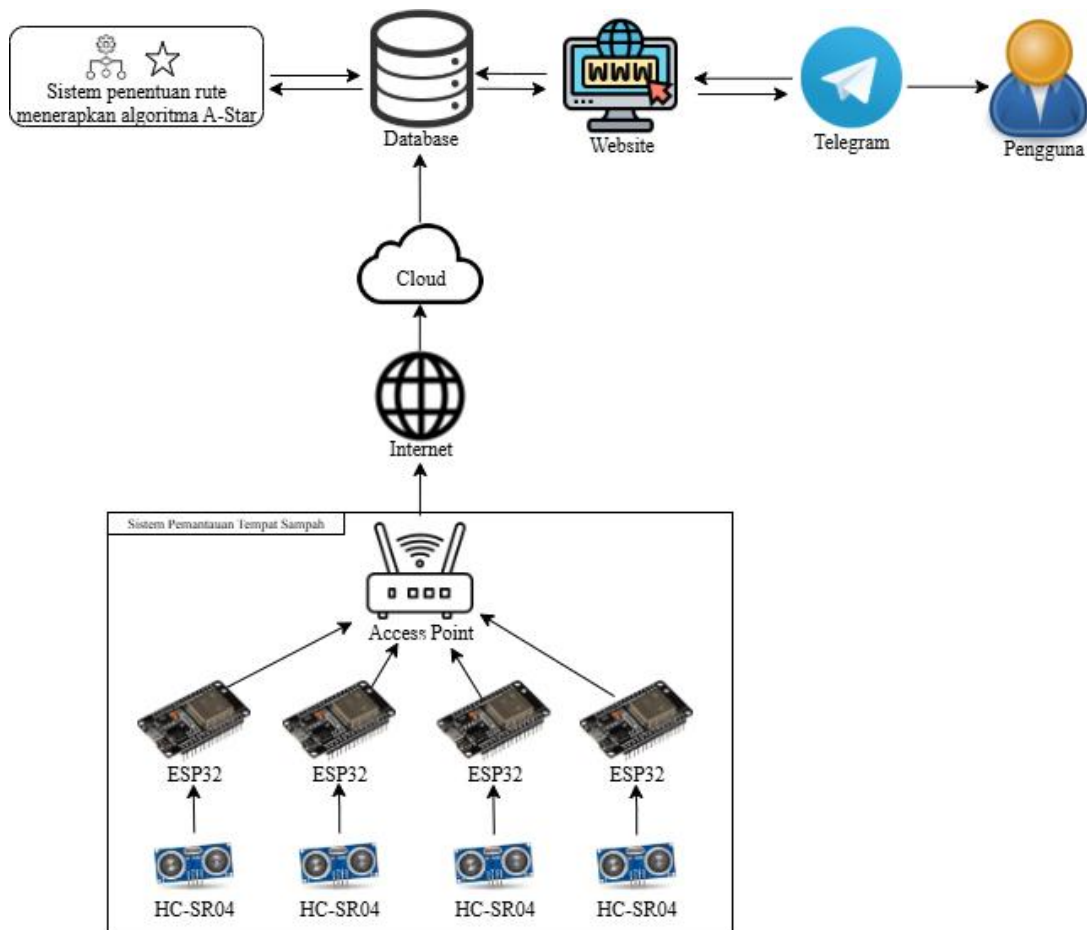 Sistem penentuan rute
menerapkan algoritma A-Star
Database
WWW
Website
Telegram
Pengguna
Cloud
Internet
Sistem Pemantauan Tempat Sampah
Access Point
ESP32
ESP32
ESP32
ESP32
HC-SR04
HC-SR04
HC-SR04
HC-SR04